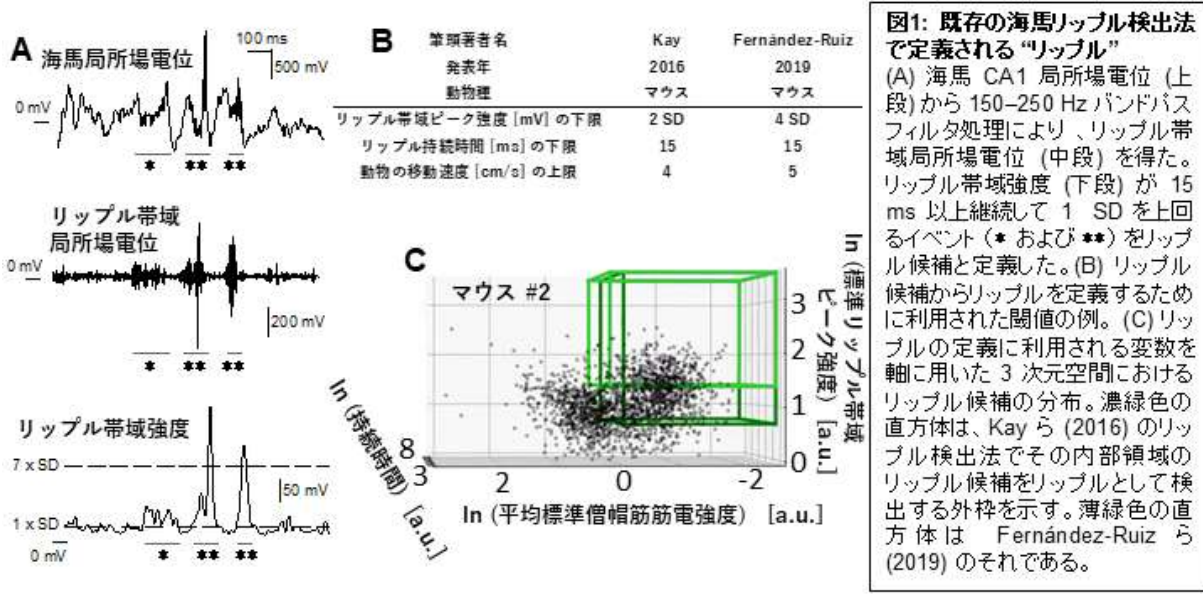 A
海馬局所場電位
100 ms
500 mV
0 mV
* ** **
リップル帯域
局所場電位
0 mV
200 mV
* ** **
リップル帯域強度
7 x SD
50 mV
1 x SD
0 mV
* ** **
B
筆頭著者名 Kay Fernández-Ruiz
発表年 2016 2019
動物種 マウス マウス
リップル帯域ピーク強度 [mV] の下限 2 SD 4 SD
リップル持続時間 [ms] の下限 15 15
動物の移動速度 [cm/s] の上限 4 5
C
マウス #2
ln (標準リップル帯域
ピーク強度) [a.u.]
3
2
1
0
ln (持続時間) [a.u.]
8
3
2
0
-2
ln (平均標準僧帽筋筋電強度) [a.u.]
図1: 既存の海馬リップル検出法
で定義される “リップル”
(A) 海馬 CA1 局所場電位 (上
段) から 150–250 Hz バンドパス
フィルタ処理により、リップル帯
域局所場電位 (中段) を得た。
リップル帯域強度 (下段) が 15
ms 以上継続して 1 SD を上回
るイベント (* および **) をリップ
ル候補と定義した。(B) リップル
候補からリップルを定義するため
に利用された閾値の例。(C) リッ
プルの定義に利用される変数を
軸に用いた 3 次元空間における
リップル候補の分布。濃緑色の
直方体は、Kay ら (2016) のリッ
プル検出法でその内部領域の
リップル候補をリップルとして検
出する外枠を示す。薄緑色の直
方体は Fernández-Ruiz ら
(2019) のそれである。